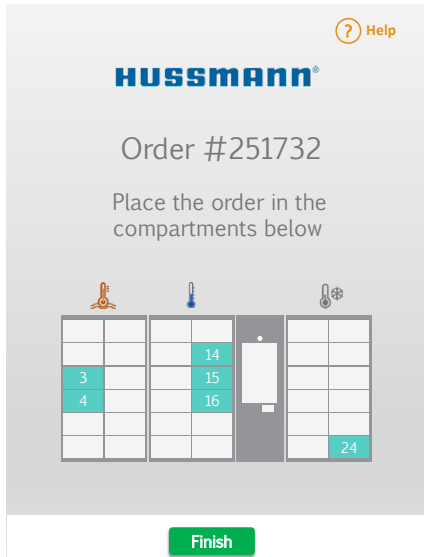 ? Help
HUSSMANN®
Order #251732
Place the order in the
compartments below
14
3 15
4 16
24
Finish